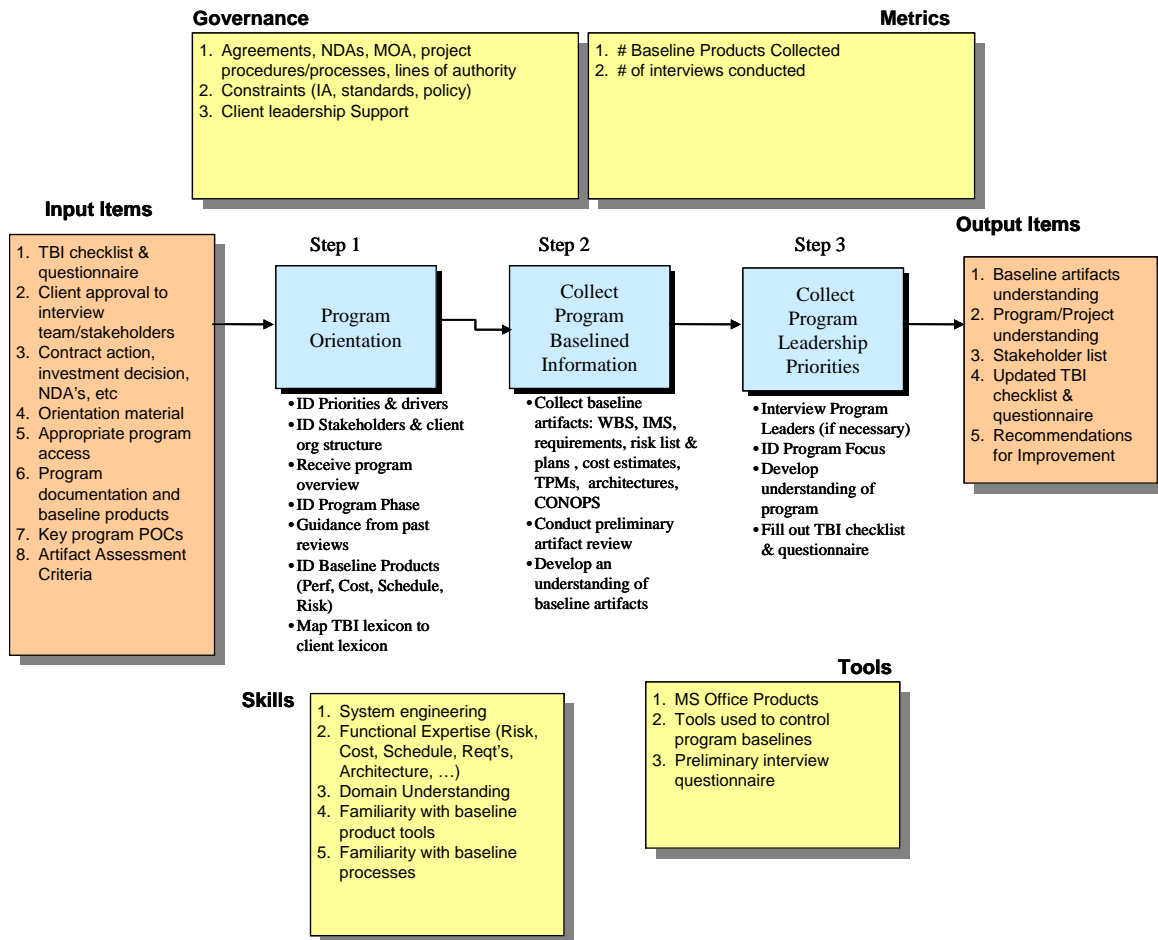 Governance
1. Agreements, NDAs, MOA, project
procedures/processes, lines of authority
2. Constraints (IA, standards, policy)
3. Client leadership Support
Metrics
1. # Baseline Products Collected
2. # of interviews conducted
Input Items
1. TBI checklist &
questionnaire
2. Client approval to
interview
team/stakeholders
3. Contract action,
investment decision,
NDA's, etc
4. Orientation material
5. Appropriate program
access
6. Program
documentation and
baseline products
7. Key program POCs
8. Artifact Assessment
Criteria
Step 1
Program
Orientation
• ID Priorities & drivers
• ID Stakeholders & client
org structure
• Receive program
overview
• ID Program Phase
• Guidance from past
reviews
• ID Baseline Products
(Perf, Cost, Schedule,
Risk)
• Map TBI lexicon to
client lexicon
Step 2
Collect
Program
Baselined
Information
• Collect baseline
artifacts: WBS, IMS,
requirements, risk list &
plans , cost estimates,
TPMs, architectures,
CONOPS
• Conduct preliminary
artifact review
• Develop an
understanding of
baseline artifacts
Step 3
Collect
Program
Leadership
Priorities
• Interview Program
Leaders (if necessary)
• ID Program Focus
• Develop
understanding of
program
• Fill out TBI checklist
& questionnaire
Output Items
1. Baseline artifacts
understanding
2. Program/Project
understanding
3. Stakeholder list
4. Updated TBI
checklist &
questionnaire
5. Recommendations
for Improvement
Skills
1. System engineering
2. Functional Expertise (Risk,
Cost, Schedule, Reqt's,
Architecture, …)
3. Domain Understanding
4. Familiarity with baseline
product tools
5. Familiarity with baseline
processes
Tools
1. MS Office Products
2. Tools used to control
program baselines
3. Preliminary interview
questionnaire